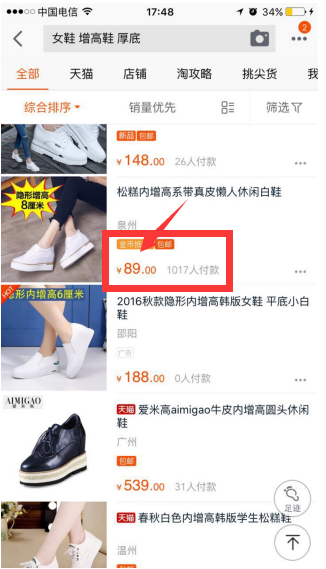 中国电信
17:48
34%
女鞋 增高鞋 厚底
2
全部
天猫
店铺
淘攻略
挑尖货
综合排序
销量优先
筛选
新品
包邮
¥148.00
26人付款
隐形增高
8厘米
松糕内增高系带真皮懒人休闲白鞋
泉州
包邮
¥89.00
1017人付款
HOT
隐形内增高6厘米
2016秋款隐形内增高韩版女鞋 平底小白
鞋
邵阳
广告
¥188.00
0人付款
AIMIGAO
爱米高
天猫 爱米高aimigao牛皮内增高圆头休闲
鞋
广州
包邮
¥539.00
31人付款
足迹
天猫 春秋白色内增高韩版学生松糕鞋
温州